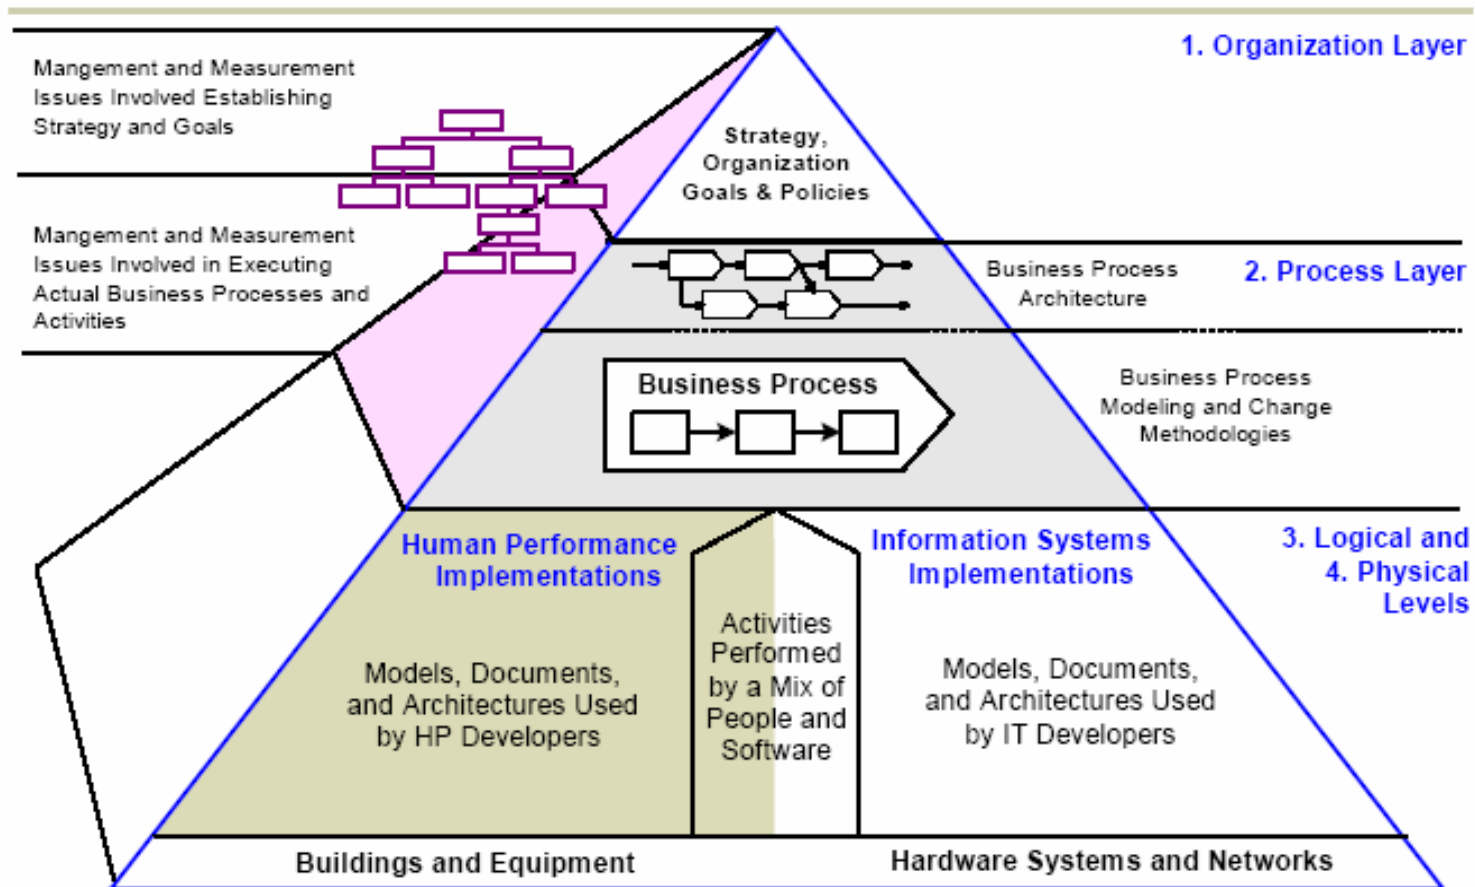 1. Organization Layer
Mangement and Measurement
Issues Involved Establishing
Strategy and Goals
Strategy,
Organization
Goals & Policies
Mangement and Measurement
Issues Involved in Executing
Actual Business Processes and
Activities
Business Process
Architecture
2. Process Layer
Business Process
Business Process
Modeling and Change
Methodologies
Human Performance
Implementations
Information Systems
Implementations
3. Logical and
4. Physical
Levels
Models, Documents,
and Architectures Used
by HP Developers
Activities
Performed
by a Mix of
People and
Software
Models, Documents,
and Architectures Used
by IT Developers
Buildings and Equipment
Hardware Systems and Networks